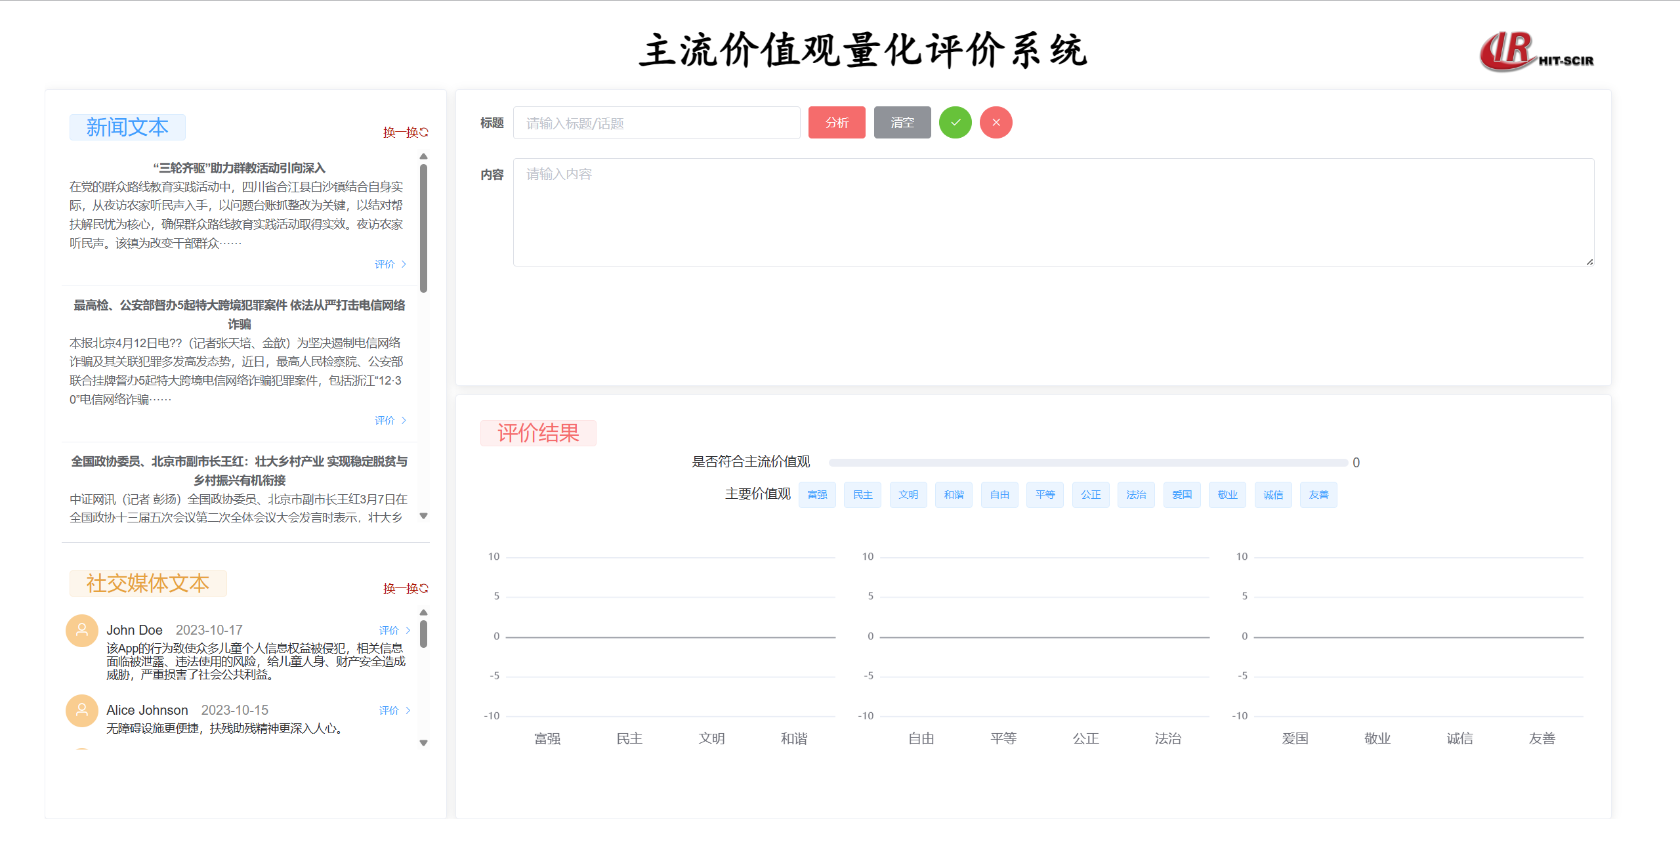 主流价值观量化评价系统
IR HIT-SCIR
新闻文本
换一换
“三轮齐驱”助力群教活动引向深入
在党的群众路线教育实践活动中，四川省合江县白沙镇结合自身实
际，从夜访农家听民声入手，以问题台账抓整改为关键，以结对帮
扶解民忧为核心，确保群众路线教育实践活动取得实效。夜访农家
听民声。该镇为改变干部群众……
评价
最高检、公安部督办5起特大跨境犯罪案件 依法从严打击电信网络
诈骗
本报北京4月12日电??（记者张天培、金歆）为坚决遏制电信网络
诈骗及其关联犯罪多发高发态势，近日，最高人民检察院、公安部
联合挂牌督办5起特大跨境电信网络诈骗犯罪案件，包括浙江“12·3
0”电信网络诈骗……
评价
全国政协委员、北京市副市长王红：壮大乡村产业 实现稳定脱贫与
乡村振兴有机衔接
中证网讯（记者 彭扬）全国政协委员、北京市副市长王红3月7日在
全国政协十三届五次会议第二次全体会议大会发言时表示，壮大乡
社交媒体文本
换一换
John Doe 2023-10-17 评价
该App的行为致使众多儿童个人信息权益被侵犯，相关信息
面临被泄露、违法使用的风险，给儿童人身、财产安全造成
威胁，严重损害了社会公共利益。
Alice Johnson 2023-10-15 评价
无障碍设施更便捷，扶残助残精神更深入人心。
标题 请输入标题/话题 分析 清空
内容 请输入内容
评价结果
是否符合主流价值观 0
主要价值观 富强 民主 文明 和谐 自由 平等 公正 法治 爱国 敬业 诚信 友善
10
5
0
-5
-10
富强 民主 文明 和谐
10
5
0
-5
-10
自由 平等 公正 法治
10
5
0
-5
-10
爱国 敬业 诚信 友善